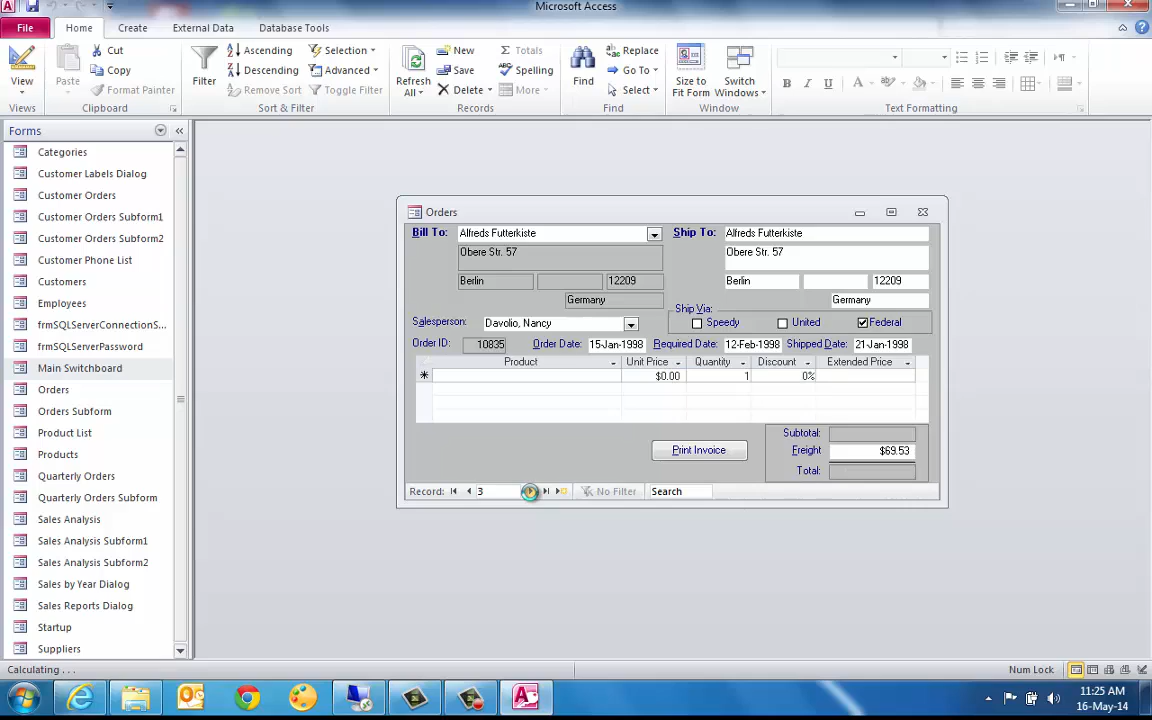 Microsoft Access
File Home Create External Data Database Tools
View
Views
Paste
Cut
Copy
Format Painter
Clipboard
Filter
Ascending
Descending
Remove Sort
Selection
Advanced
Toggle Filter
Sort & Filter
Refresh
All
New
Save
Delete
Totals
Spelling
More
Records
Find
Replace
Go To
Select
Find
Size to
Fit Form
Switch
Windows
Window
B I U A
Text Formatting
Forms
Categories
Customer Labels Dialog
Customer Orders
Customer Orders Subform1
Customer Orders Subform2
Customer Phone List
Customers
Employees
frmSQLServerConnectionS...
frmSQLServerPassword
Main Switchboard
Orders
Orders Subform
Product List
Products
Quarterly Orders
Quarterly Orders Subform
Sales Analysis
Sales Analysis Subform1
Sales Analysis Subform2
Sales by Year Dialog
Sales Reports Dialog
Startup
Suppliers
Orders
Bill To: Alfreds Futterkiste Ship To: Alfreds Futterkiste
Obere Str. 57 Obere Str. 57
Berlin 12209 Berlin 12209
Germany Germany
Ship Via:
Salesperson: Davolio, Nancy Speedy United Federal
Order ID: 10835 Order Date: 15-Jan-1998 Required Date: 12-Feb-1998 Shipped Date: 21-Jan-1998
Product Unit Price Quantity Discount Extended Price
$0.00 1 0%
Subtotal:
Print Invoice Freight $69.53
Total:
Record: 3 No Filter Search
Calculating . . . Num Lock
11:25 AM
16-May-14